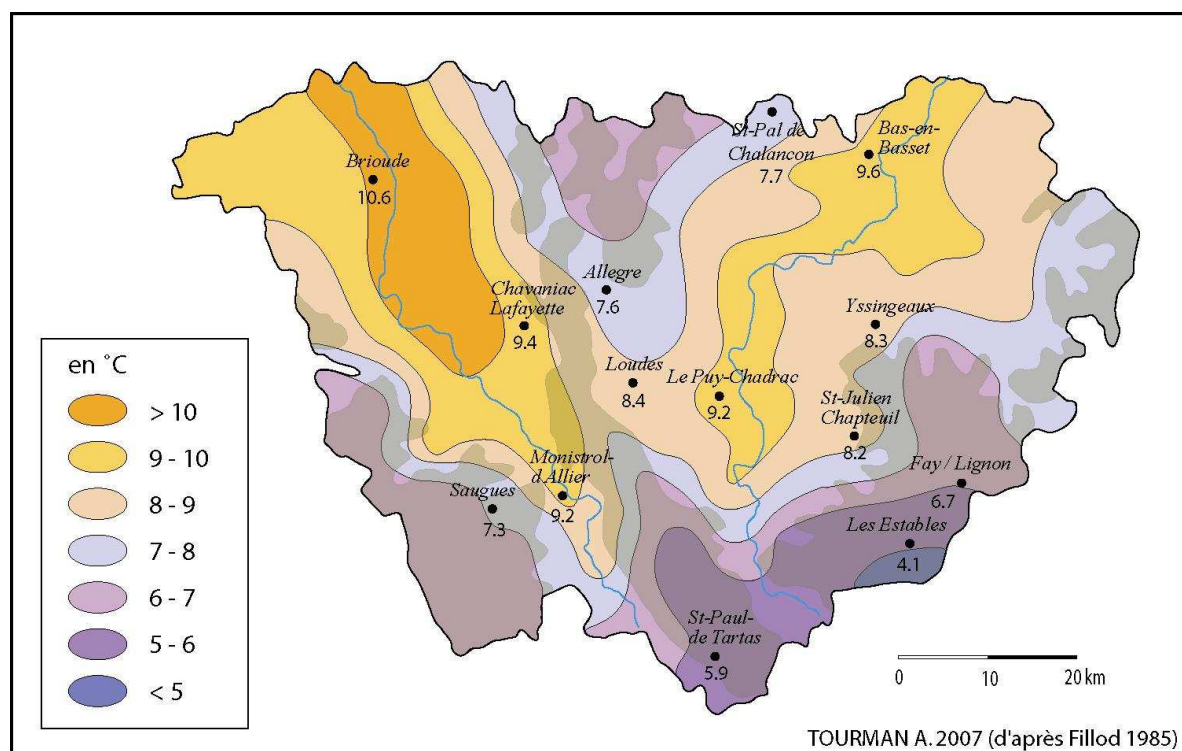 St-Pal de
Chalancon
7.7
Bas-en-
Basset
9.6
Brioude
10.6
Allegre
7.6
Chavaniac
Lafayette
9.4
Yssingeaux
8.3
Loudes
8.4
Le Puy-Chadrac
9.2
St-Julien
Chapteuil
8.2
Monistrol-
d Allier
9.2
Saugues
7.3
Fay / Lignon
6.7
Les Estables
4.1
St-Paul-
de Tartas
5.9
en °C
> 10
9 - 10
8 - 9
7 - 8
6 - 7
5 - 6
< 5
0 10 20 km
TOURMAN A. 2007 (d'après Fillod 1985)